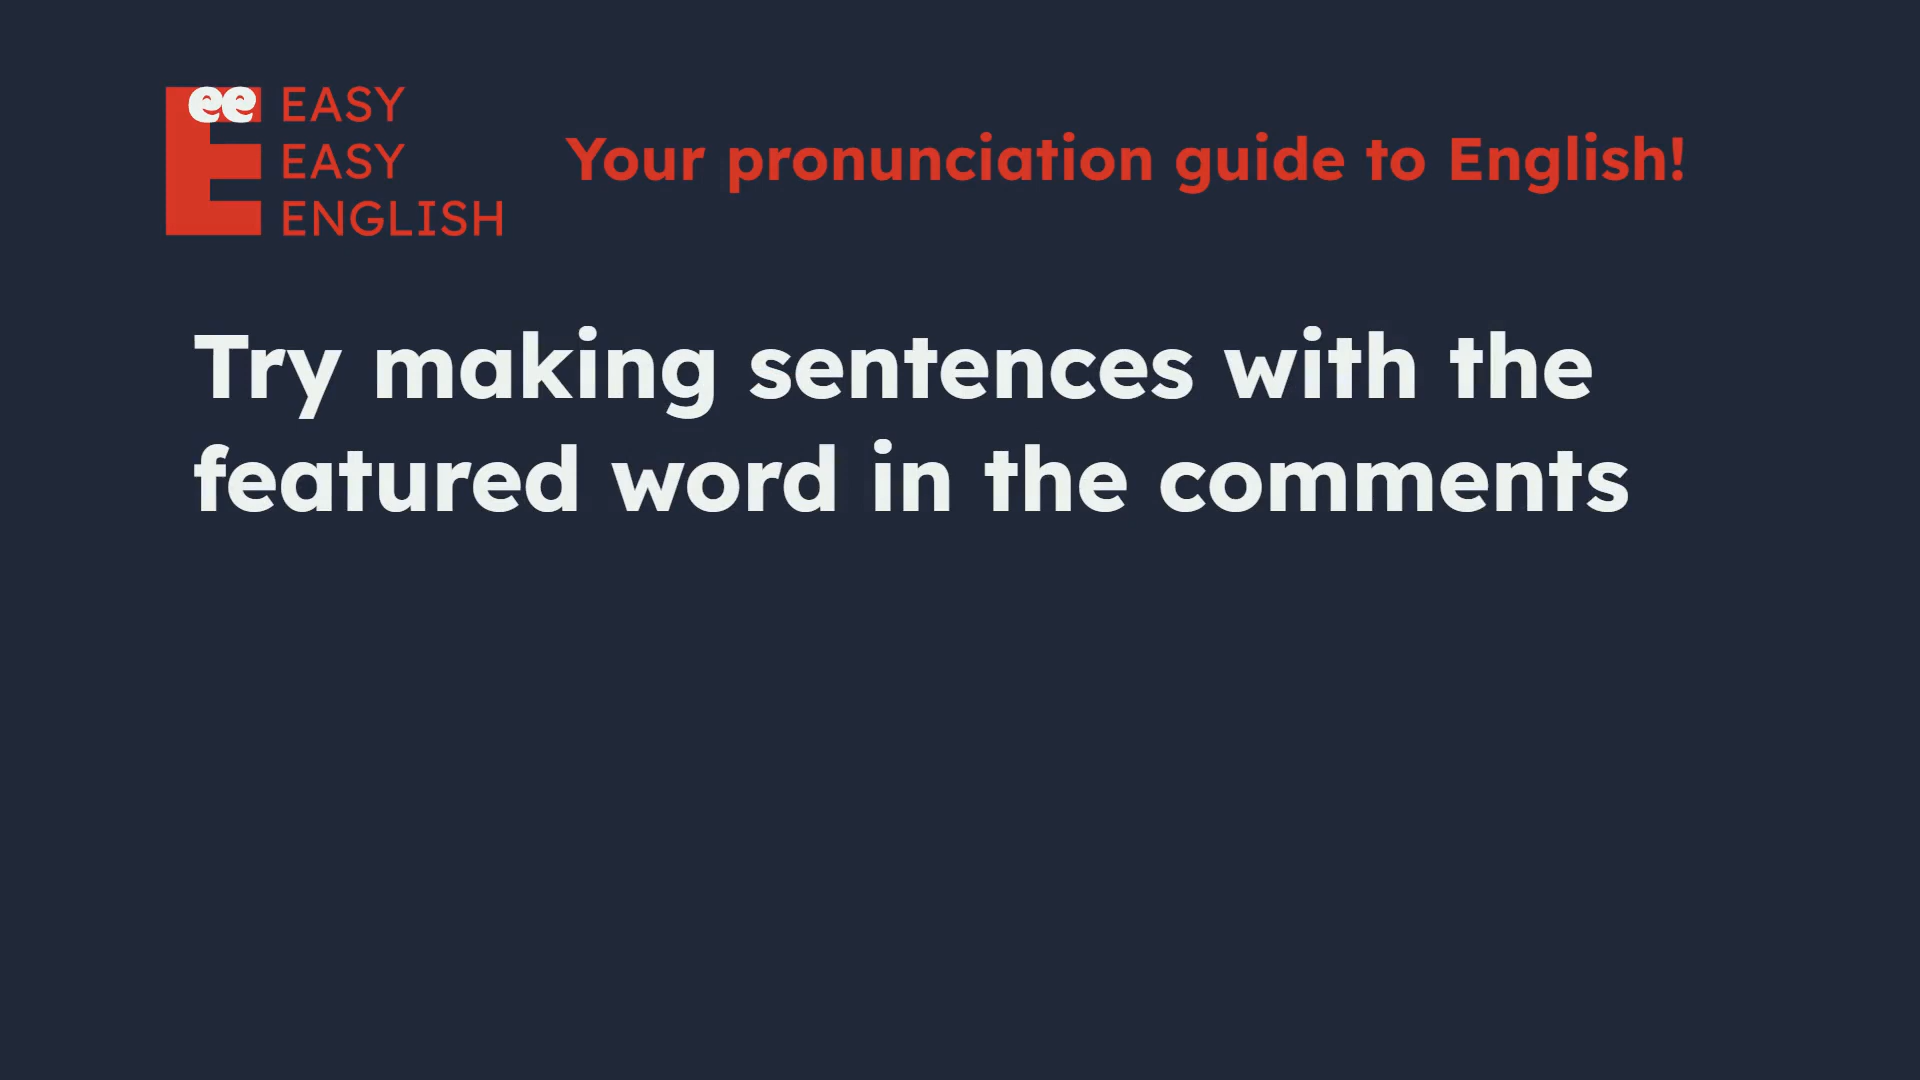 ee
EASY
EASY
ENGLISH
Your pronunciation guide to English!
Try making sentences with the
featured word in the comments